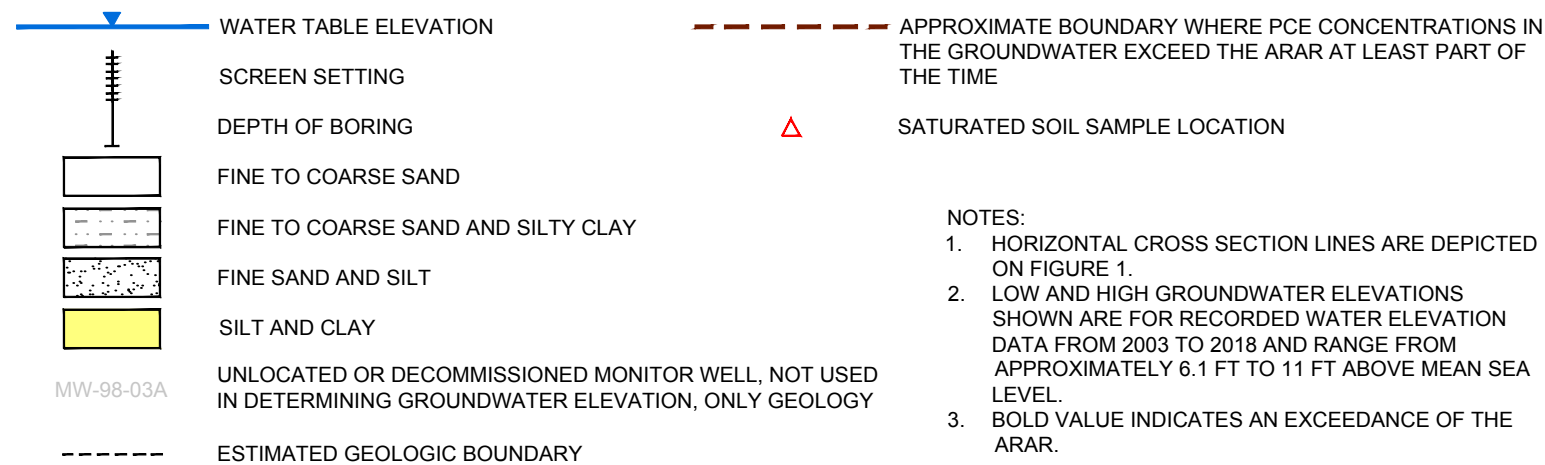 WATER TABLE ELEVATION
SCREEN SETTING
DEPTH OF BORING
FINE TO COARSE SAND
FINE TO COARSE SAND AND SILTY CLAY
FINE SAND AND SILT
SILT AND CLAY
MW-98-03A
UNLOCATED OR DECOMMISSIONED MONITOR WELL, NOT USED
IN DETERMINING GROUNDWATER ELEVATION, ONLY GEOLOGY
ESTIMATED GEOLOGIC BOUNDARY
APPROXIMATE BOUNDARY WHERE PCE CONCENTRATIONS IN
THE GROUNDWATER EXCEED THE ARAR AT LEAST PART OF
THE TIME
SATURATED SOIL SAMPLE LOCATION
NOTES:
1. HORIZONTAL CROSS SECTION LINES ARE DEPICTED
ON FIGURE 1.
2. LOW AND HIGH GROUNDWATER ELEVATIONS
SHOWN ARE FOR RECORDED WATER ELEVATION
DATA FROM 2003 TO 2018 AND RANGE FROM
APPROXIMATELY 6.1 FT TO 11 FT ABOVE MEAN SEA
LEVEL.
3. BOLD VALUE INDICATES AN EXCEEDANCE OF THE
ARAR.